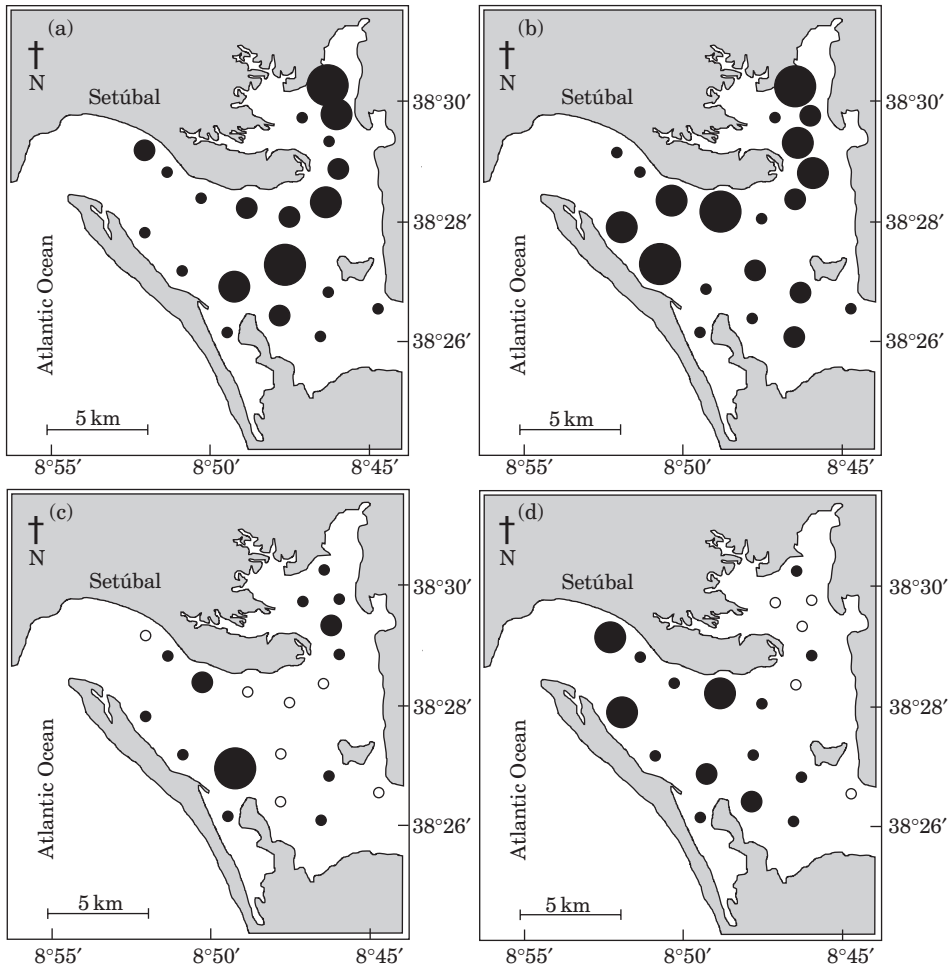 (a)
N
Setúbal
Atlantic Ocean
5 km
38°30′
38°28′
38°26′
8°55′
8°50′
8°45′
(b)
N
Setúbal
Atlantic Ocean
5 km
38°30′
38°28′
38°26′
8°55′
8°50′
8°45′
(c)
N
Setúbal
Atlantic Ocean
5 km
38°30′
38°28′
38°26′
8°55′
8°50′
8°45′
(d)
N
Setúbal
Atlantic Ocean
5 km
38°30′
38°28′
38°26′
8°55′
8°50′
8°45′